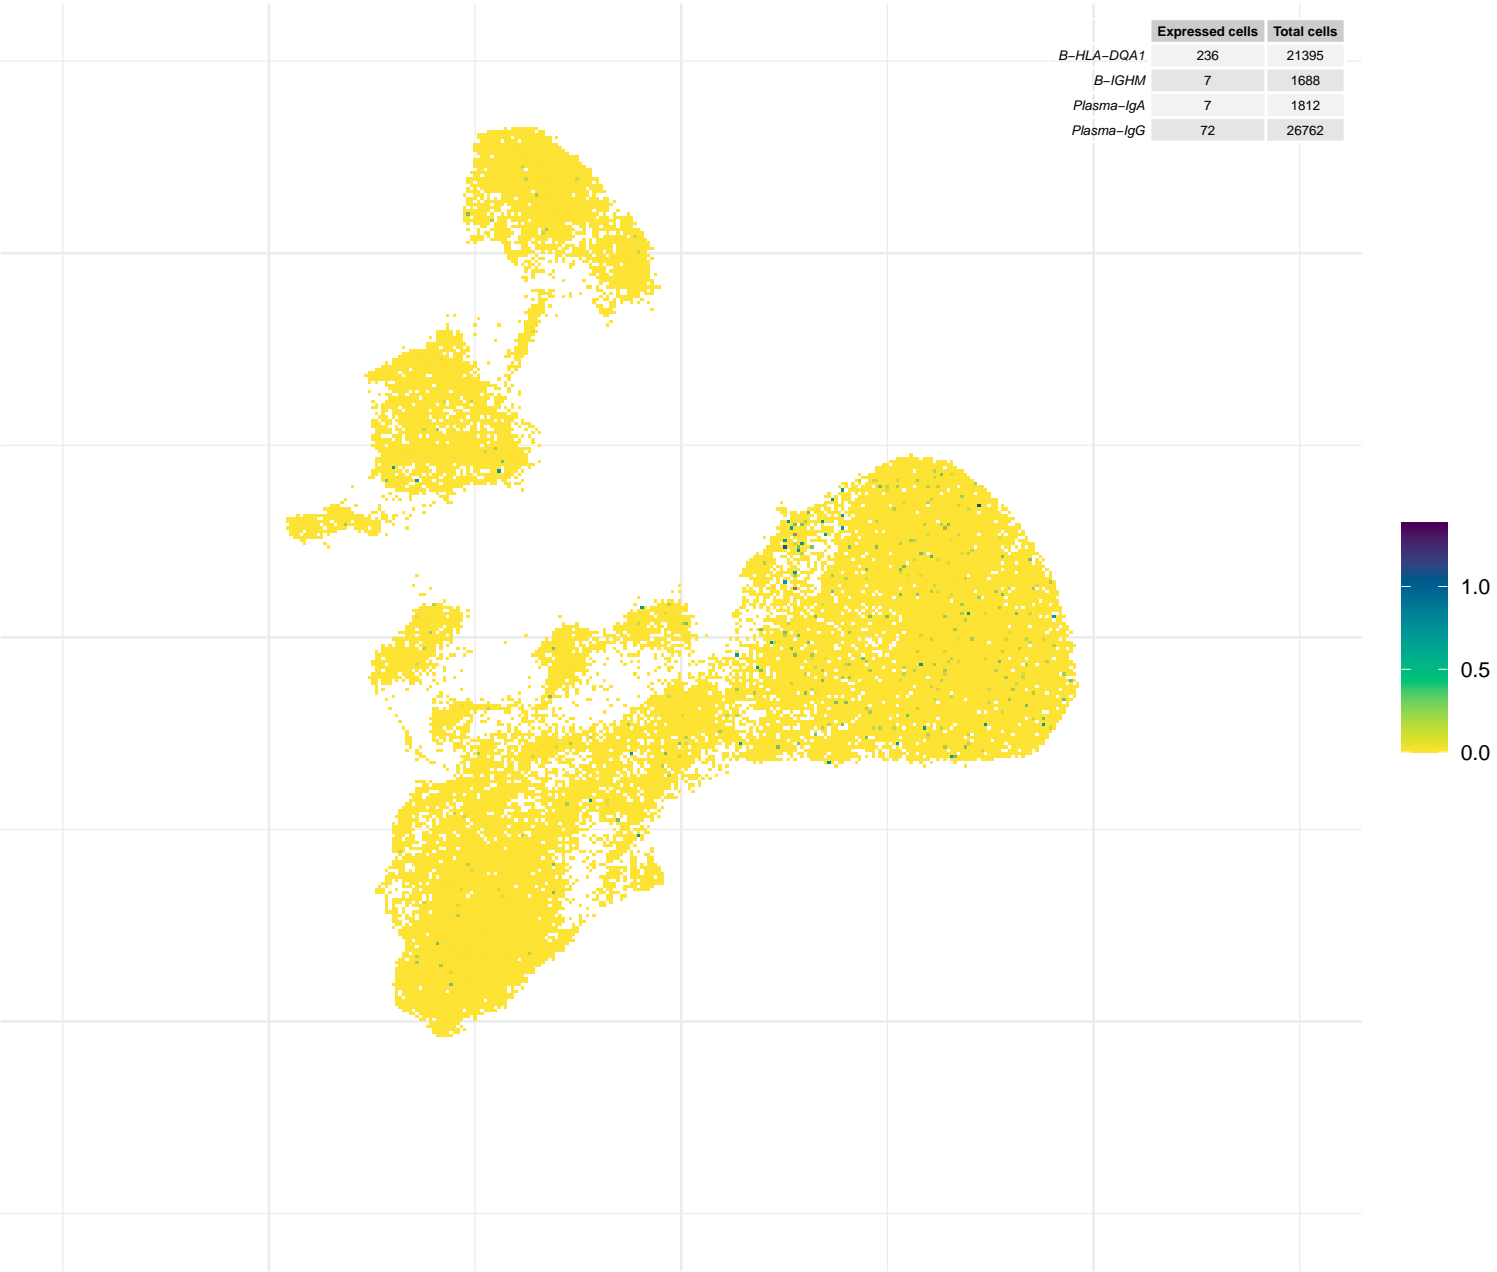 Expressed cells Total cells
B−HLA−DQA1 236 21395
B−IGHM 7 1688
Plasma−IgA 7 1812
Plasma−IgG 72 26762
1.0
0.5
0.0